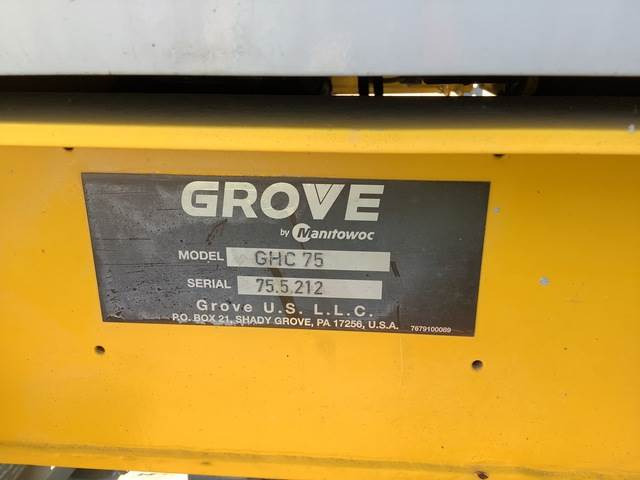 GROVE
by Manitowoc
MODEL GHC 75
SERIAL 75.5.212
Grove U.S. L.L.C.
P.O. BOX 21, SHADY GROVE, PA 17256, U.S.A. 7679100089